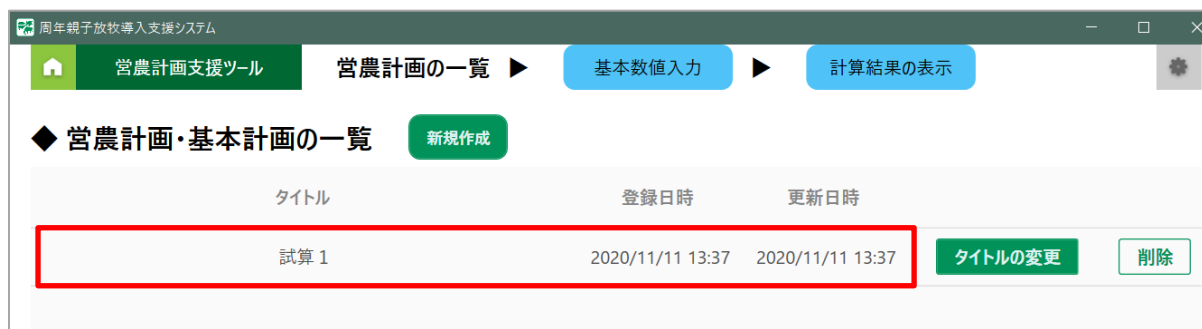 周年親子放牧導入支援システム
営農計画支援ツール 営農計画の一覧 ▶ 基本数値入力 ▶ 計算結果の表示
◆ 営農計画・基本計画の一覧 新規作成
タイトル 登録日時 更新日時
試算 1 2020/11/11 13:37 2020/11/11 13:37 タイトルの変更 削除